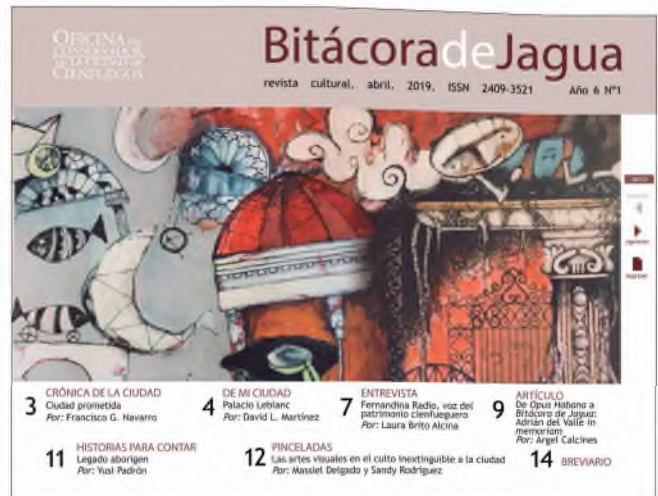 OFICINA DEL
CONSERVADOR
DE LA CIUDAD DE
CIENFUEGOS
BitácoradeJagua
revista cultural, abril, 2019, ISSN 2409-3521 Año 6 Nº1
3 CRÓNICA DE LA CIUDAD
Ciudad prometida
Por: Francisco G. Navarro
4 DE MI CIUDAD
Palacio Leblanc
Por: David L. Martínez
7 ENTREVISTA
Fernandina Radio, voz del
patrimonio cienfueguero
Por: Laura Brito Alcina
9 ARTÍCULO
De Opus Habana a
Bitácora de Jagua:
Adrián del Valle in
memoriam
Por: Argel Calcines
11 HISTORIAS PARA CONTAR
Legado aborigen
Por: Yusi Padrón
12 PINCELADAS
Las artes visuales en el culto inextinguible a la ciudad
Por: Massiel Delgado y Sandy Rodríguez
14 BREVIARIO